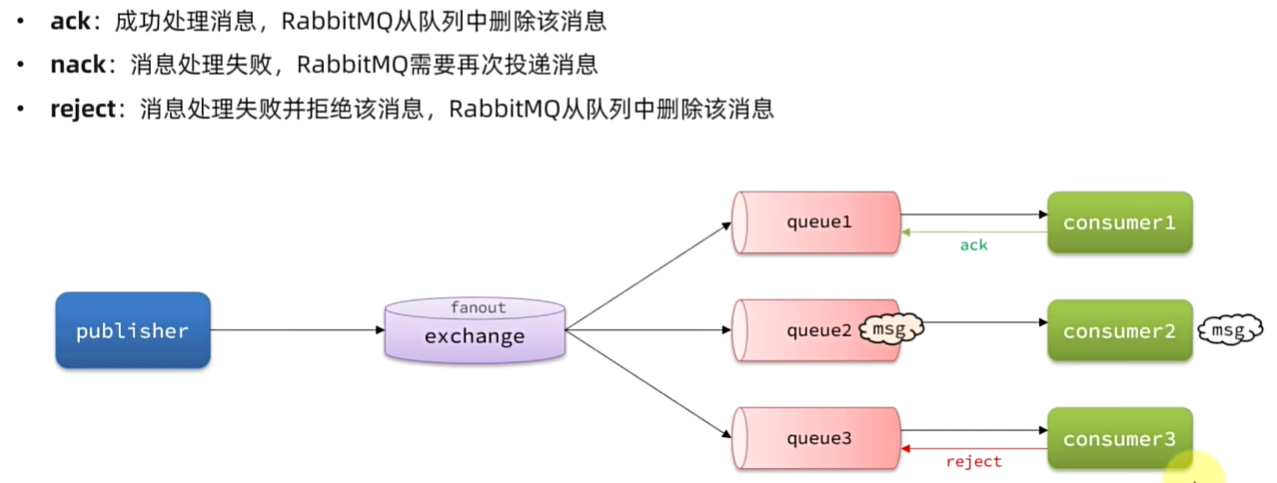 • ack：成功处理消息，RabbitMQ从队列中删除该消息
• nack：消息处理失败，RabbitMQ需要再次投递消息
• reject：消息处理失败并拒绝该消息，RabbitMQ从队列中删除该消息
queue1
consumer1
ack
publisher
fanout
exchange
queue2
msg
consumer2
msg
queue3
consumer3
reject